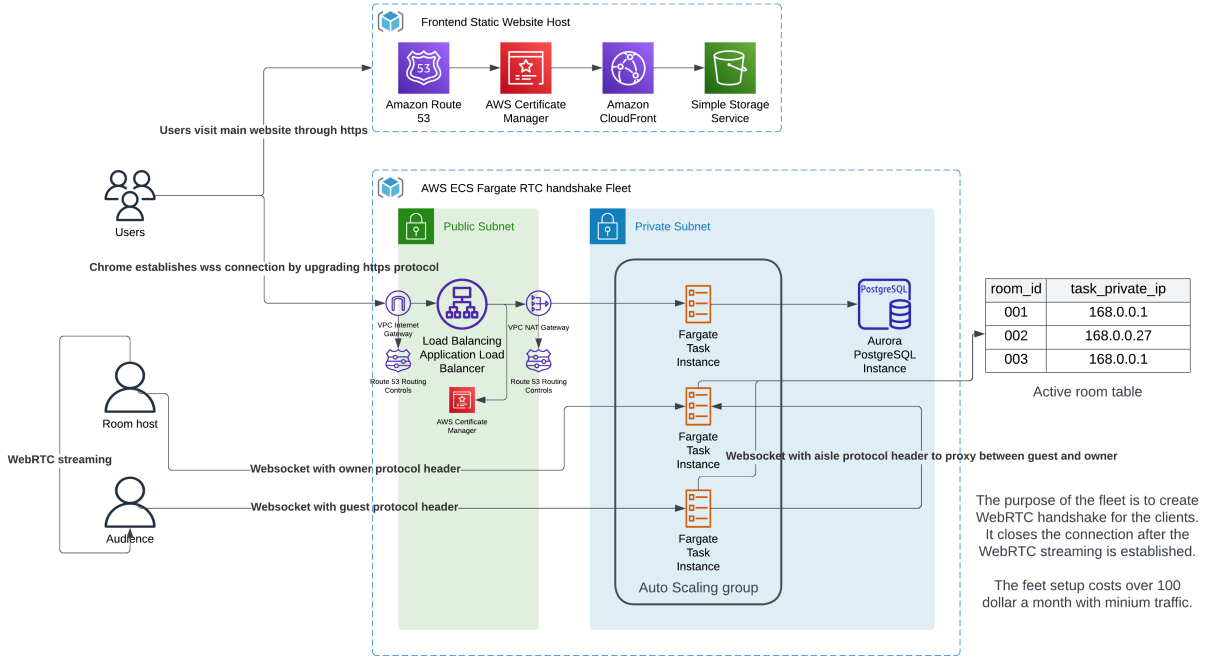 Frontend Static Website Host
53
Amazon Route
53
AWS Certificate
Manager
Amazon
CloudFront
Simple Storage
Service
Users visit main website through https
Users
AWS ECS Fargate RTC handshake Fleet
Public Subnet
Private Subnet
Chrome establishes wss connection by upgrading https protocol
VPC Internet
Gateway
Load Balancing
Application Load
Balancer
VPC NAT Gateway
Route 53 Routing
Controls
Route 53 Routing
Controls
AWS Certificate
Manager
Fargate
Task
Instance
PostgreSQL
Aurora
PostgreSQL
Instance
room_id task_private_ip
001 168.0.0.1
002 168.0.0.27
003 168.0.0.1
Active room table
Room host
WebRTC streaming
Websocket with owner protocol header
Fargate
Task
Instance
Websocket with aisle protocol header to proxy between guest and owner
Audience
Websocket with guest protocol header
Fargate
Task
Instance
Auto Scaling group
The purpose of the fleet is to create
WebRTC handshake for the clients.
It closes the connection after the
WebRTC streaming is established.
The feet setup costs over 100
dollar a month with minium traffic.